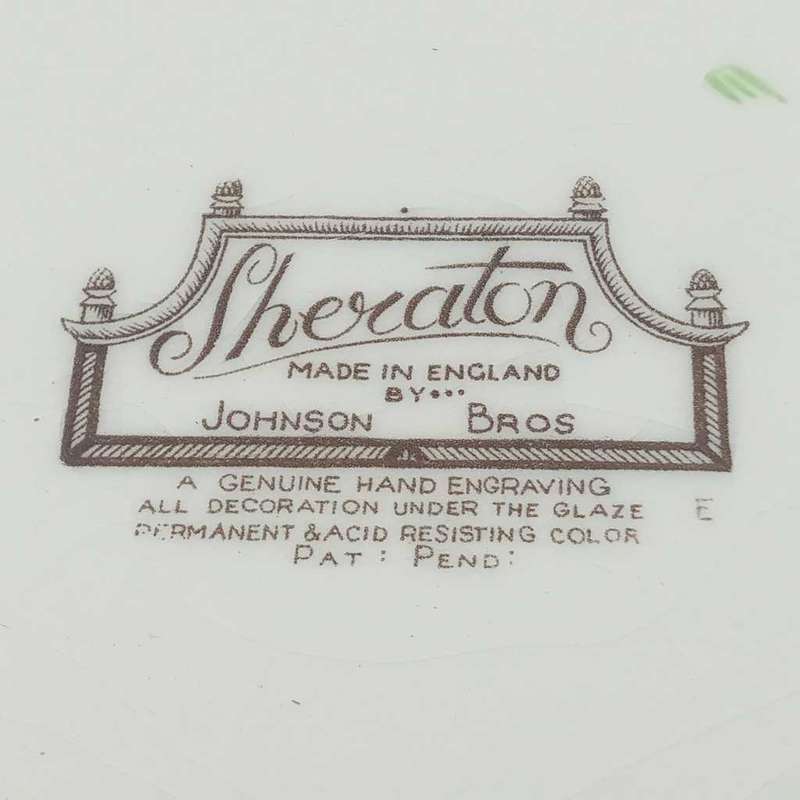 Sheraton
MADE IN ENGLAND
BY•••
JOHNSON BROS
A GENUINE HAND ENGRAVING
ALL DECORATION UNDER THE GLAZE E
PERMANENT & ACID RESISTING COLOR
PAT: PEND: